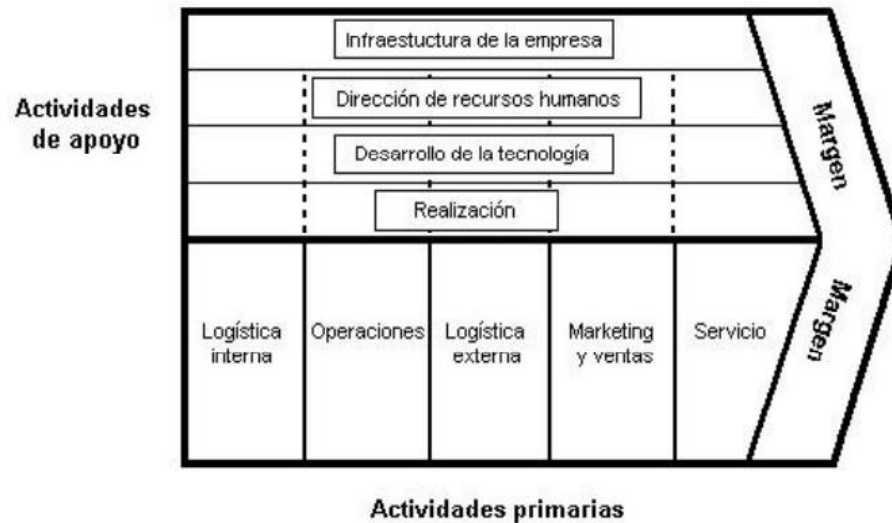 Infraestuctura de la empresa
Dirección de recursos humanos
Actividades
de apoyo
Desarrollo de la tecnología
Realización
Margen
Margen
Logística
interna
Operaciones
Logística
externa
Marketing
y ventas
Servicio
Actividades primarias